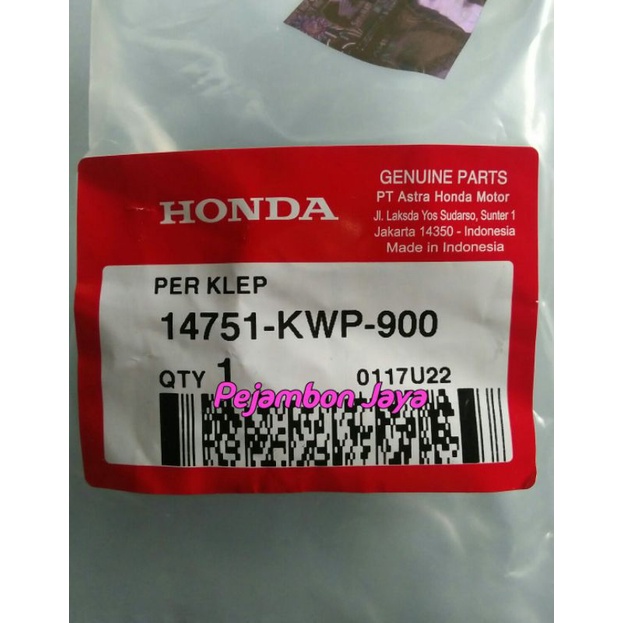 HONDA
GENUINE PARTS
PT Astra Honda Motor
Jl. Laksda Yos Sudarso, Sunter 1
Jakarta 14350 - Indonesia
Made in Indonesia
PER KLEP
14751-KWP-900
QTY 1
0117U22
Pejambon Jaya